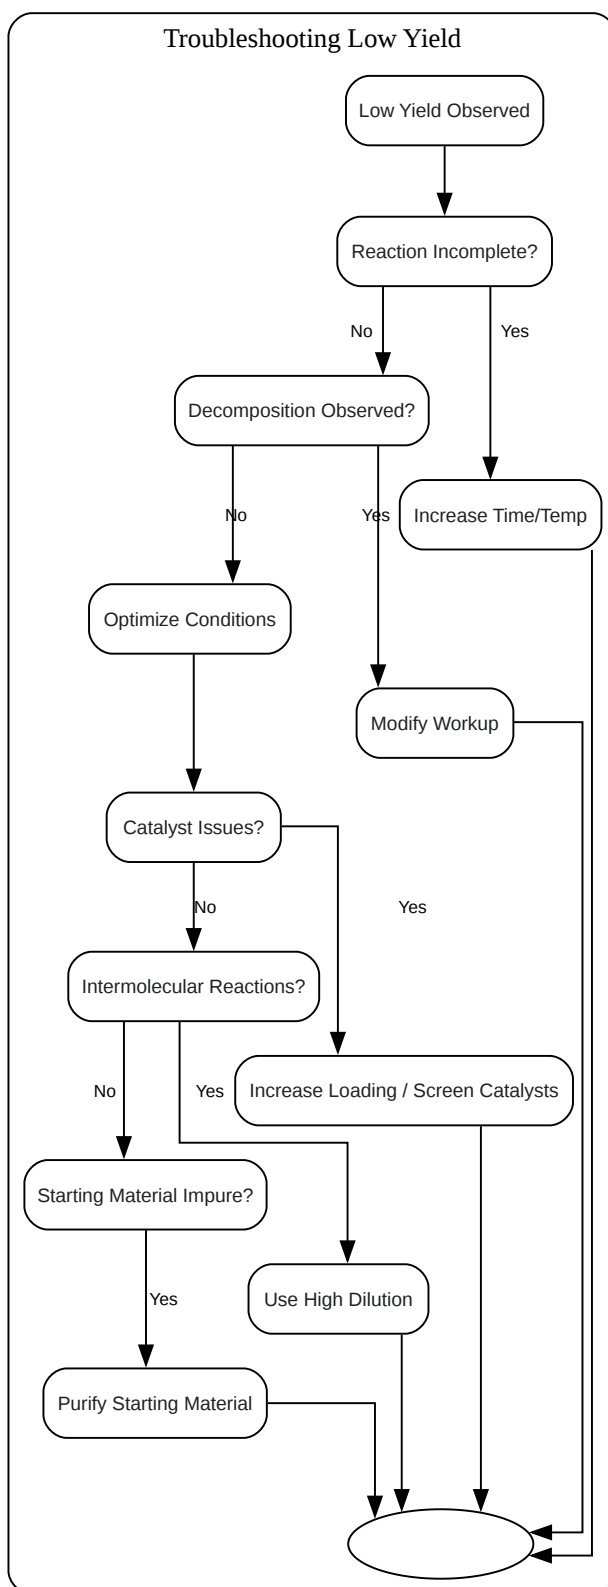 Troubleshooting Low Yield
Low Yield Observed
Reaction Incomplete?
No
Yes
Decomposition Observed?
Increase Time/Temp
No
Yes
Optimize Conditions
Modify Workup
Catalyst Issues?
No
Yes
Intermolecular Reactions?
No
Yes
Increase Loading / Screen Catalysts
Starting Material Impure?
Yes
Use High Dilution
Purify Starting Material